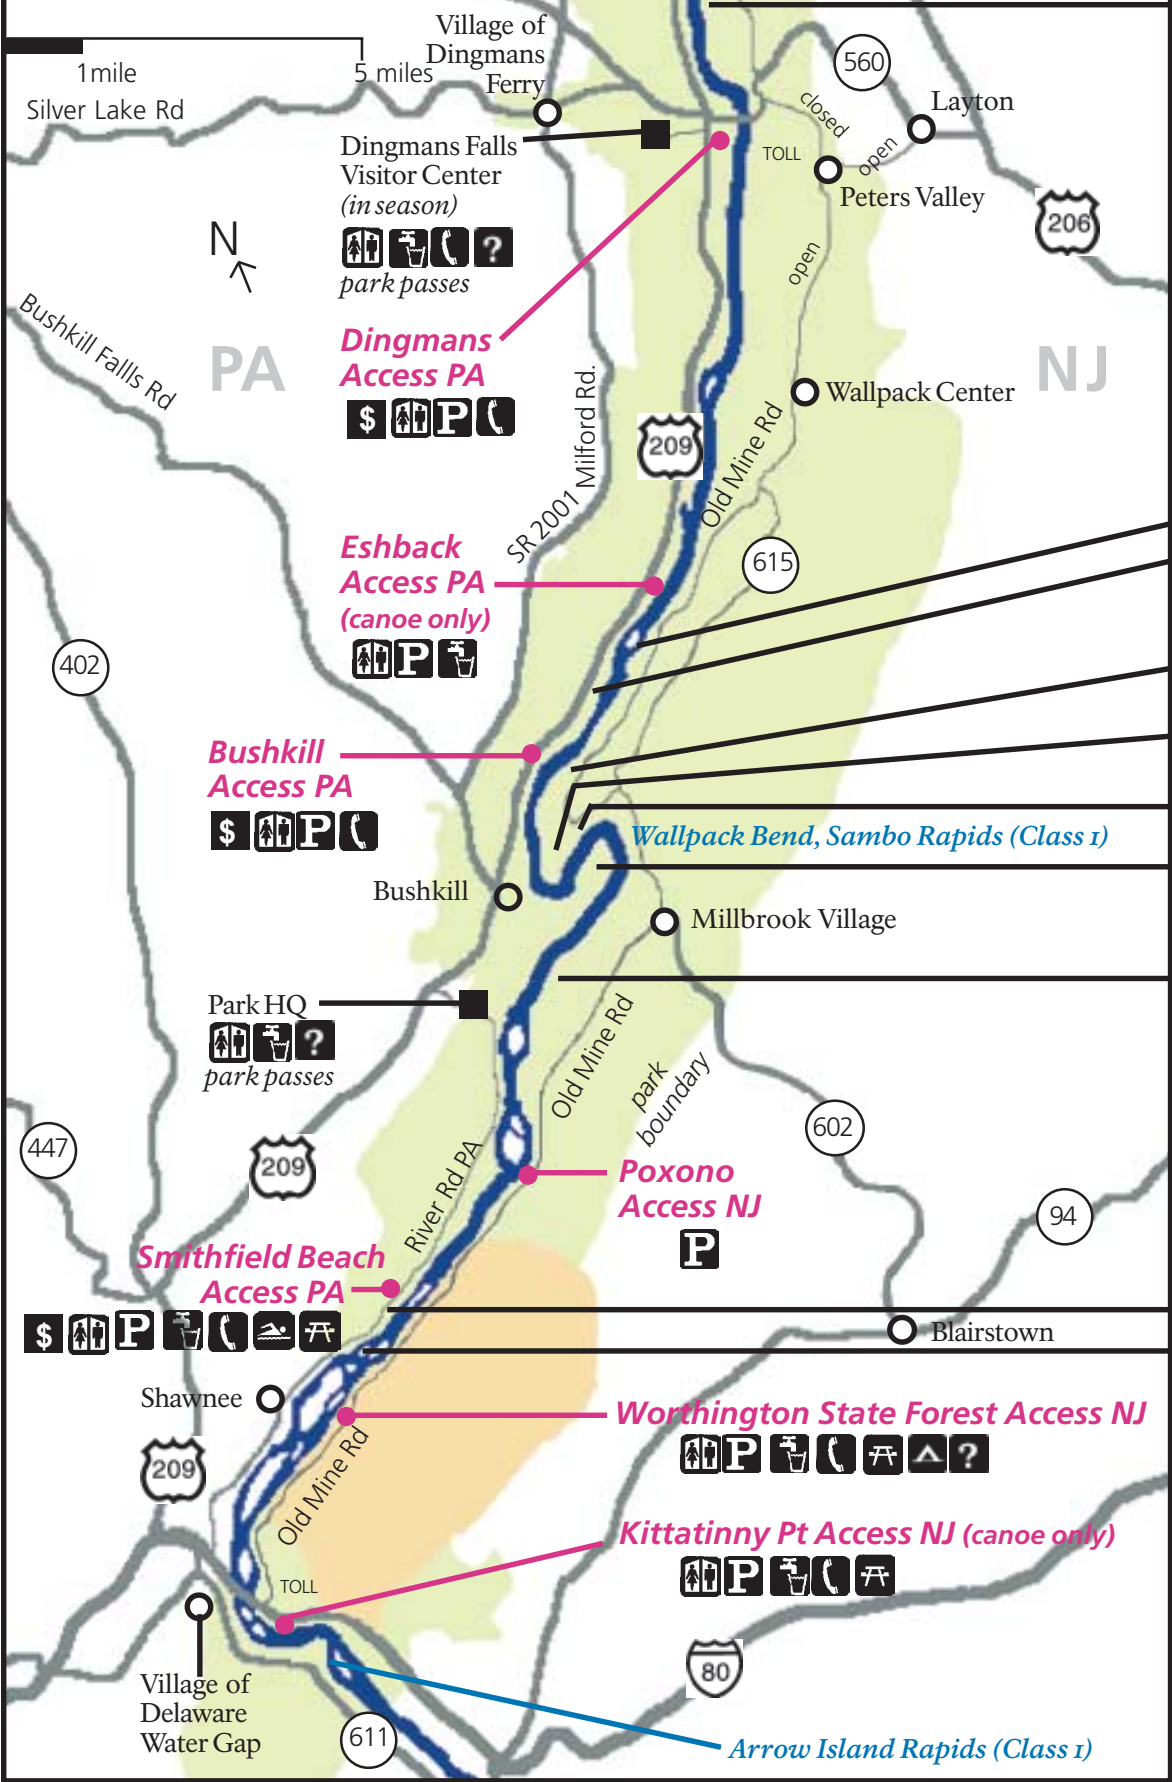 Village of
Dingmans
Ferry
1mile
5 miles
Silver Lake Rd
560
Layton
closed
open
TOLL
Peters Valley
Dingmans Falls
Visitor Center
(in season)
?
park passes
206
N
open
Bushkill Fallls Rd
PA
NJ
Dingmans
Access PA
$ P
Milford Rd.
Wallpack Center
209
Old Mine Rd
SR 2001
Eshback
Access PA
(canoe only)
P
615
402
Bushkill
Access PA
$ P
Wallpack Bend, Sambo Rapids (Class I)
Bushkill
Millbrook Village
Park HQ
?
park passes
Old Mine Rd
park
boundary
447
209
602
River Rd PA
Poxono
Access NJ
P
94
Smithfield Beach
Access PA
$ P
Blairstown
Shawnee
Worthington State Forest Access NJ
P ?
209
Old Mine Rd
Kittatinny Pt Access NJ (canoe only)
P
TOLL
80
Village of
Delaware
Water Gap
611
Arrow Island Rapids (Class I)